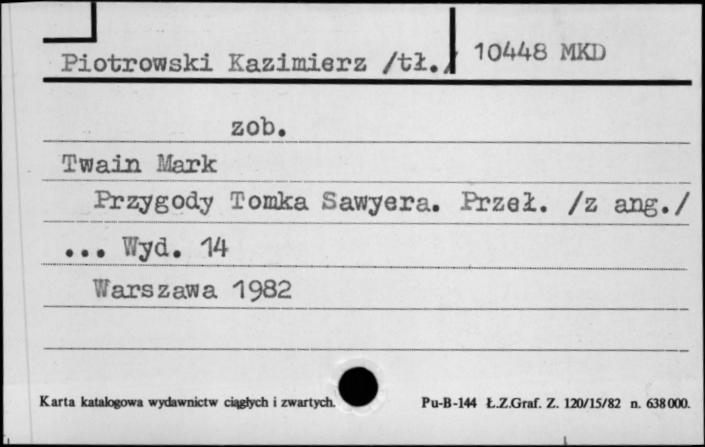 Piotrowski Kazimierz /tł./ 10448 MKD
zob.
Twain Mark
Przygody Tomka Sawyera. Przeł. /z ang./
... Wyd. 14
Warszawa 1982
Karta katalogowa wydawnictw ciągłych i zwartych. Pu-B-144 Ł.Z.Graf. Z. 120/15/82 n. 638000.